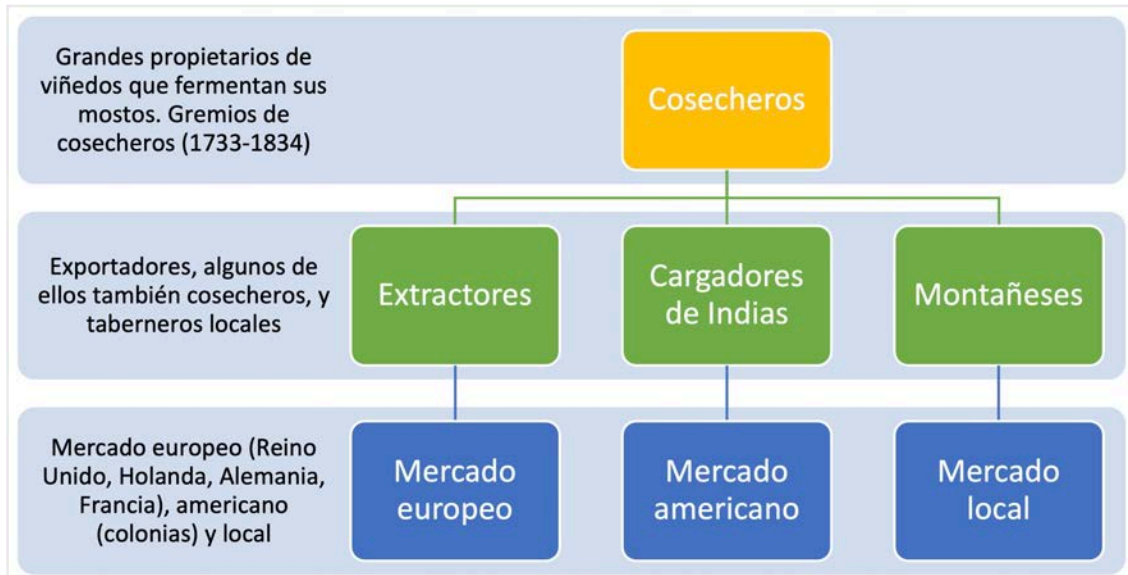 Grandes propietarios de
viñedos que fermentan sus
mostos. Gremios de
cosecheros (1733-1834)
Cosecheros
Exportadores, algunos de
ellos también cosecheros, y
taberneros locales
Extractores
Cargadores
de Indias
Montañeses
Mercado europeo (Reino
Unido, Holanda, Alemania,
Francia), americano
(colonias) y local
Mercado
europeo
Mercado
americano
Mercado
local